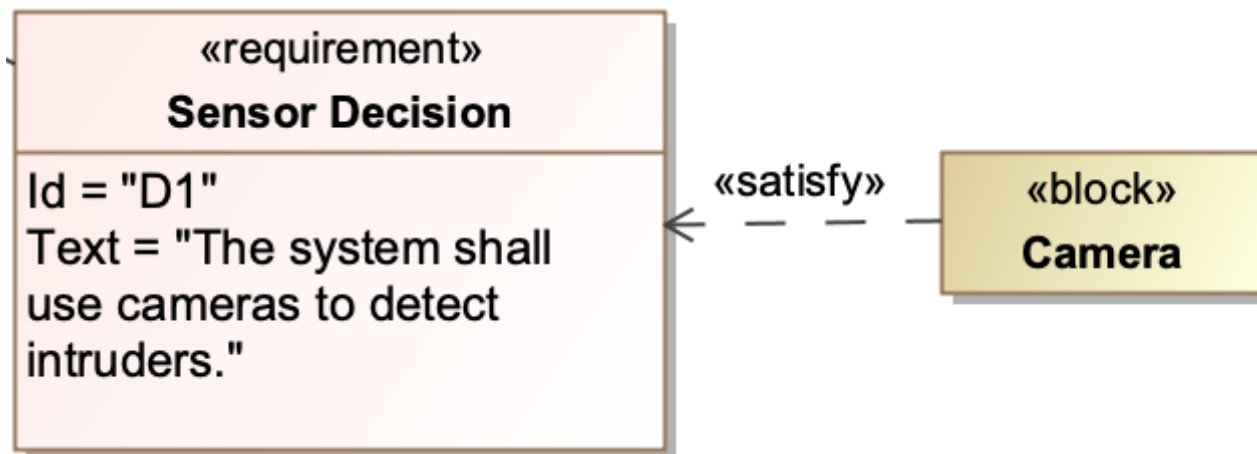 «requirement»
Sensor Decision
Id = "D1"
Text = "The system shall
use cameras to detect
intruders."
«satisfy»
«block»
Camera